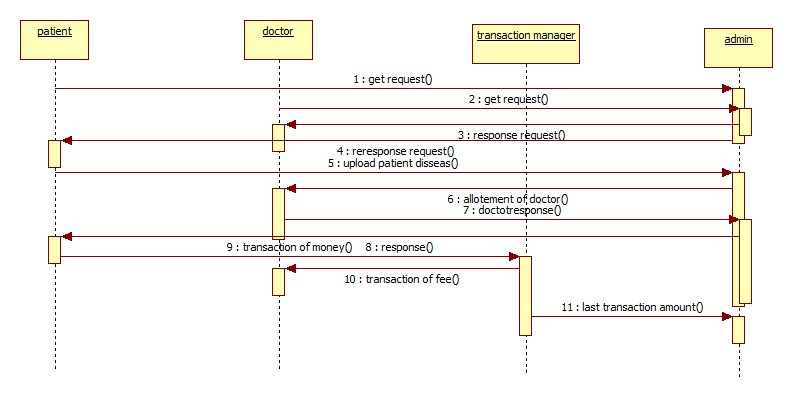 patient
doctor
transaction manager
admin
1 : get request()
2 : get request()
3 : response request()
4 : reresponse request()
5 : upload patient disseas()
6 : allotement of doctor()
7 : doctotresponse()
9 : transaction of money() 8 : response()
10 : transaction of fee()
11 : last transaction amount()